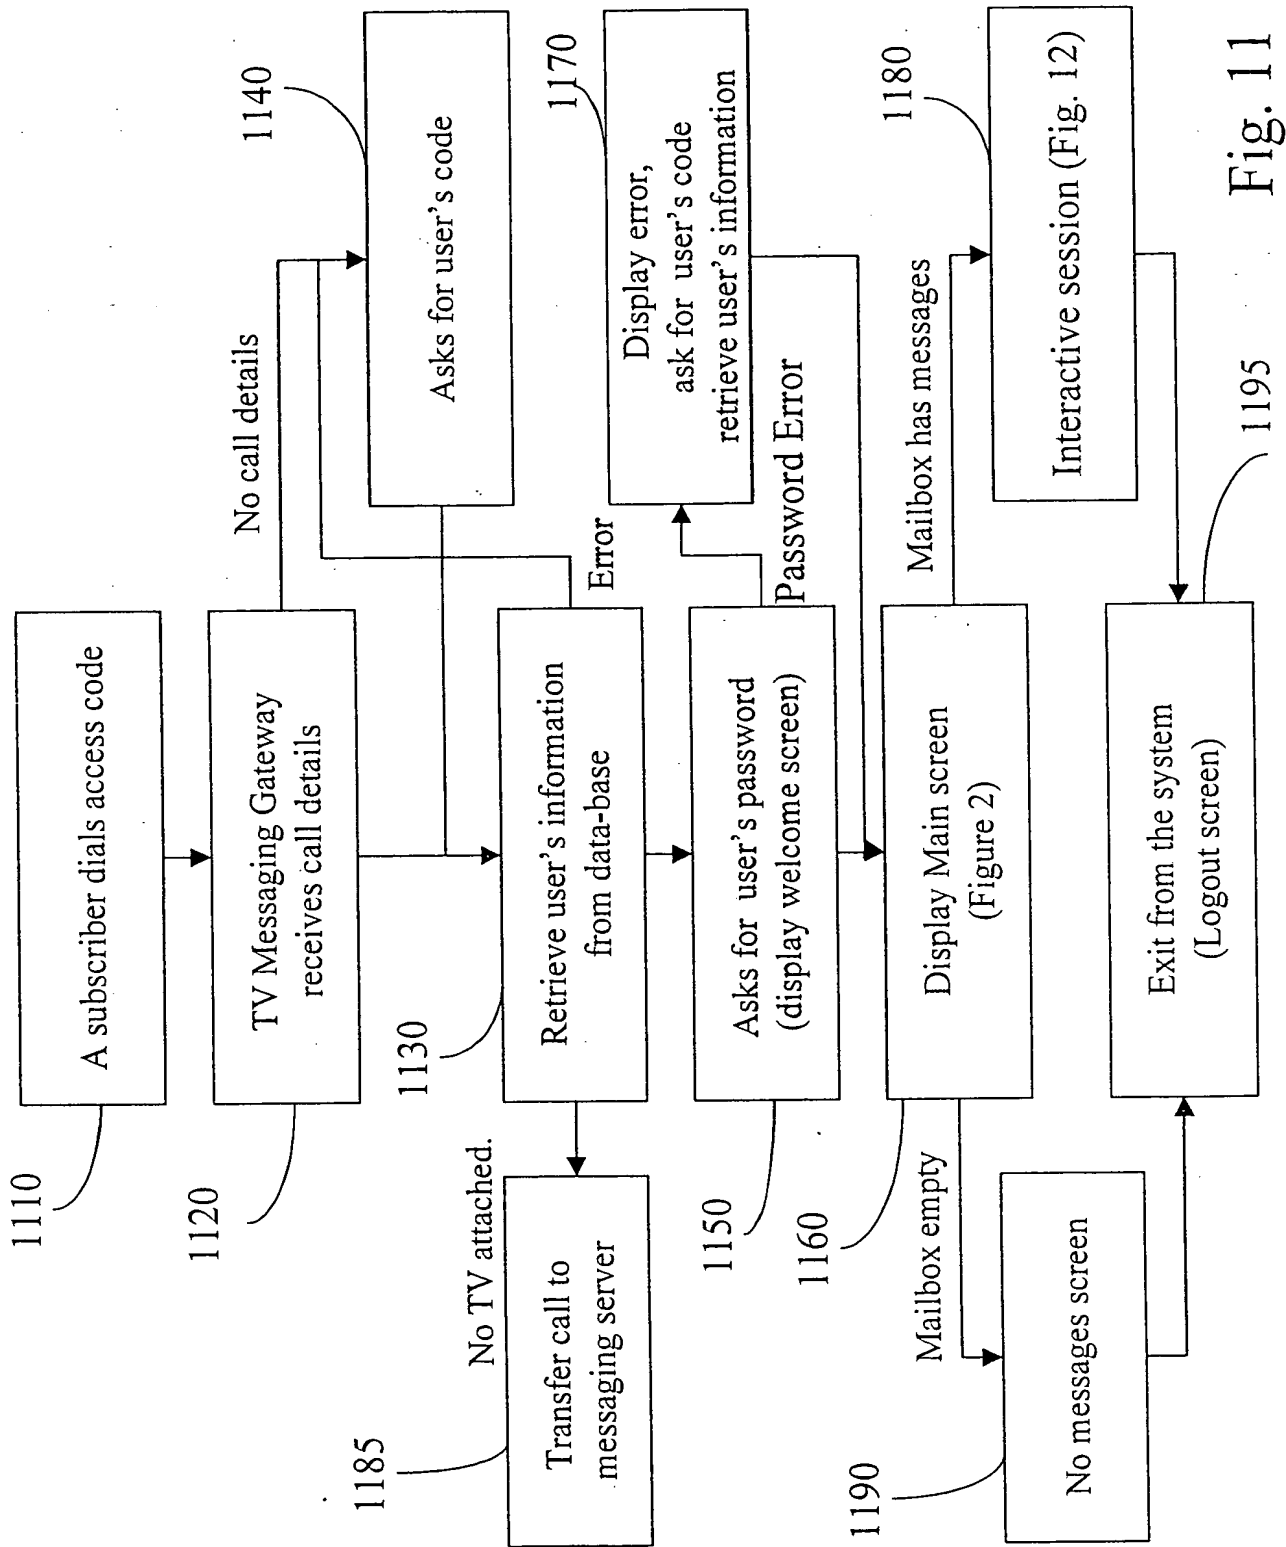 1110
A subscriber dials access code
1120
TV Messaging Gateway
receives call details
No call details
1140
Asks for user's code
1130
Retrieve user's information
from data-base
Error
No TV attached.
1185
Transfer call to
messaging server
1150
Asks for user's password
(display welcome screen)
Password Error
1170
Display error,
ask for user's code
retrieve user's information
1160
Display Main screen
(Figure 2)
Mailbox empty
Mailbox has messages
1190
No messages screen
1180
Interactive session (Fig. 12)
Exit from the system
(Logout screen)
1195
Fig. 11